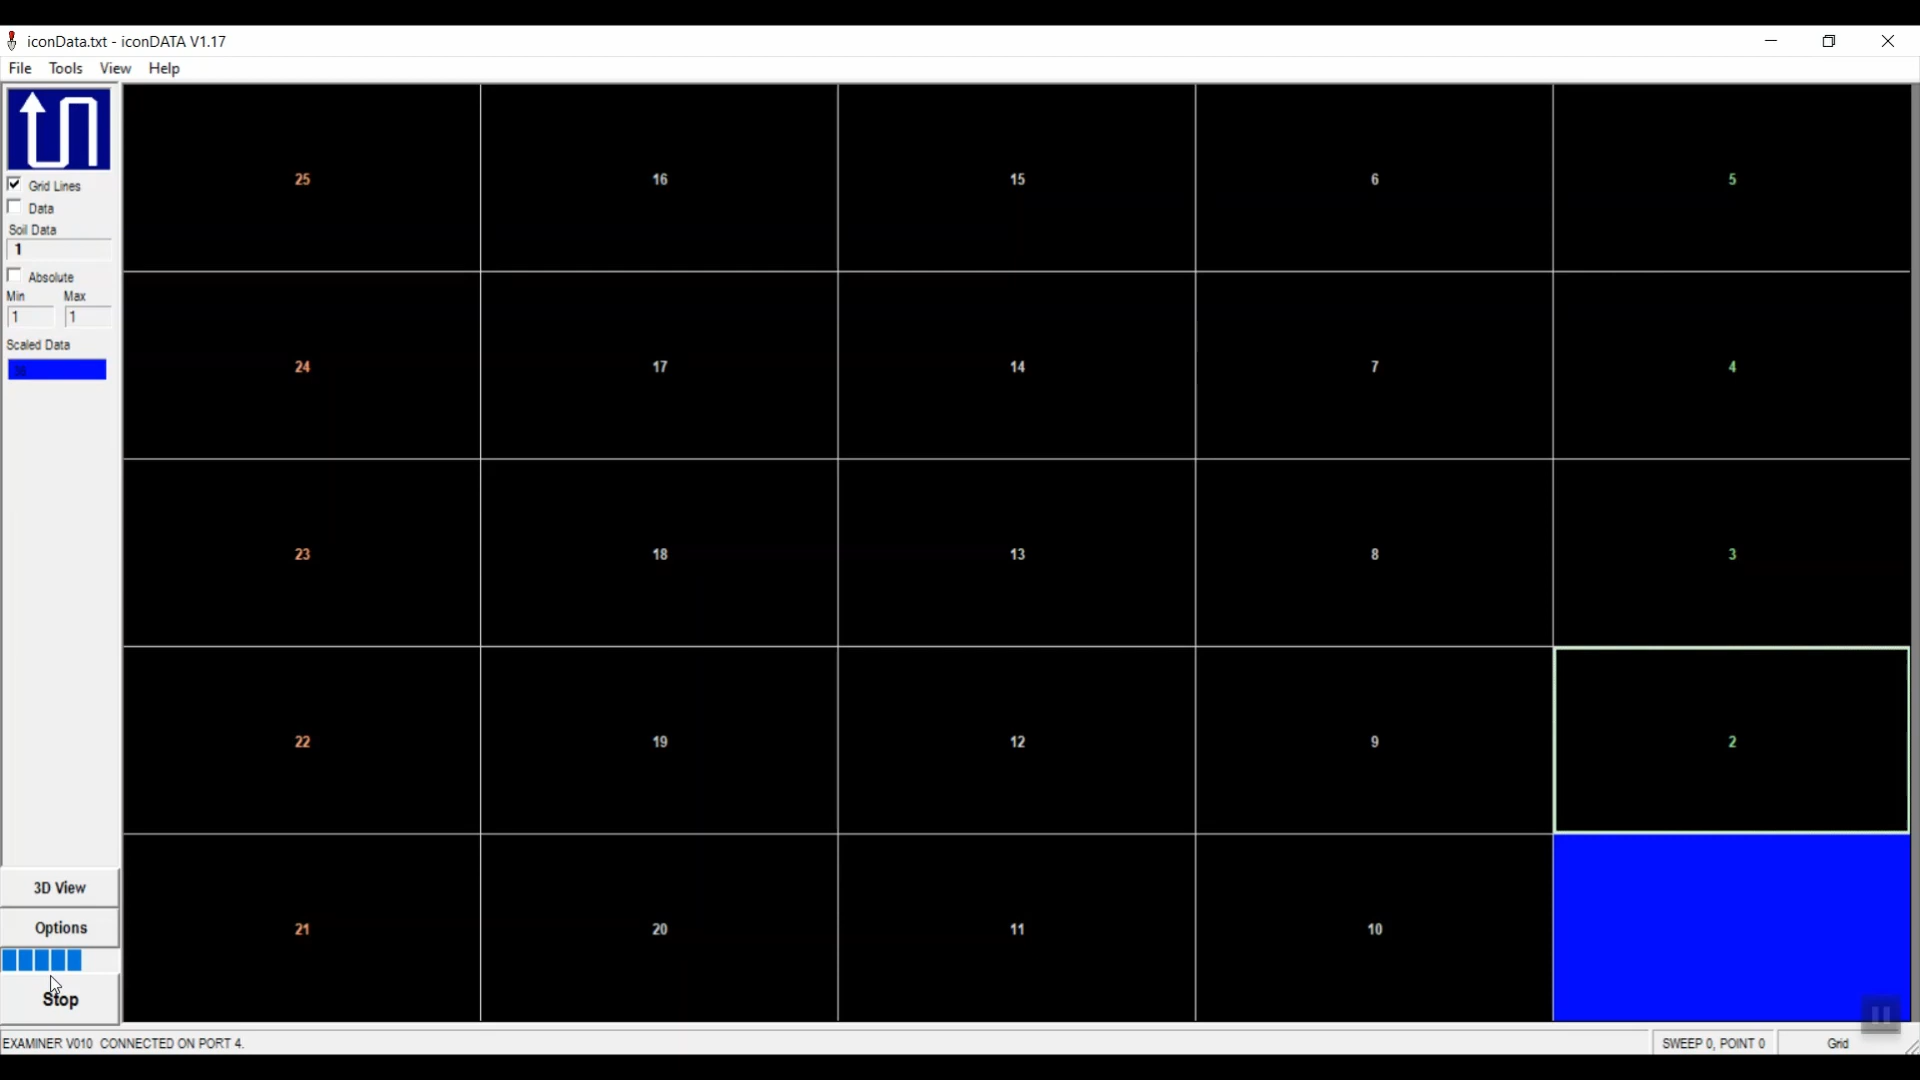 iconData.txt - iconDATA V1.17
File Tools View Help
Grid Lines
Data
Soil Data
1
Absolute
Min Max
1 1
Scaled Data
3D View
Options
Stop
25 16 15 6 5
24 17 14 7 4
23 18 13 8 3
22 19 12 9 2
21 20 11 10
EXAMINER V010 CONNECTED ON PORT 4.
SWEEP 0, POINT 0
Grid